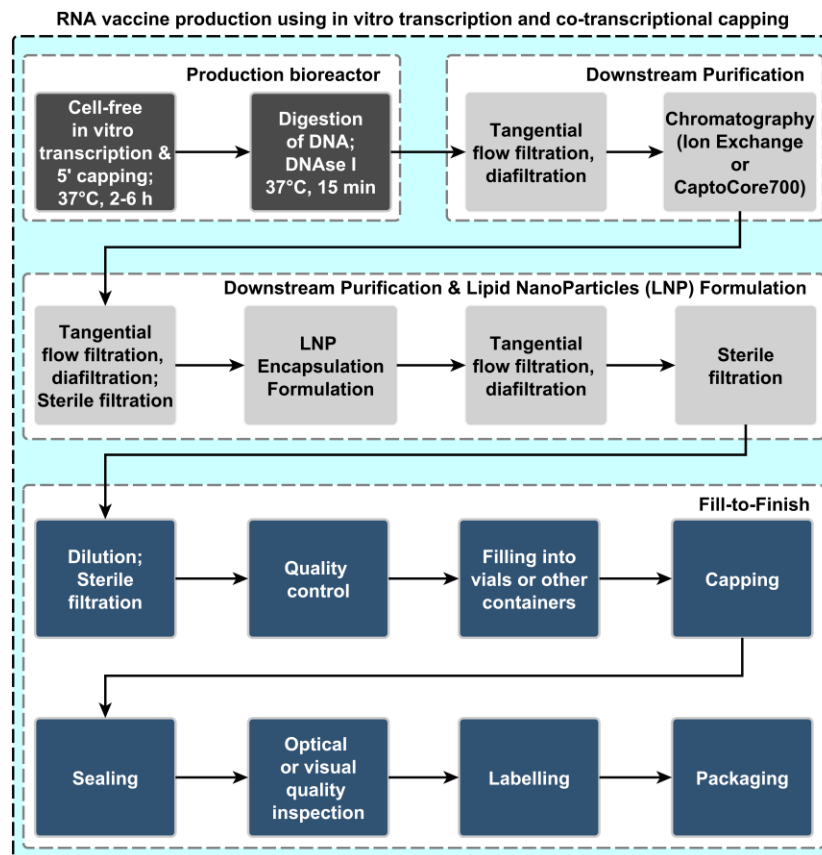 RNA vaccine production using in vitro transcription and co-transcriptional capping
Production bioreactor
Cell-free
in vitro
transcription &
5' capping;
37°C, 2-6 h
Digestion
of DNA;
DNAse I
37°C, 15 min
Downstream Purification
Tangential
flow filtration,
diafiltration
Chromatography
(Ion Exchange
or
CaptoCore700)
Downstream Purification & Lipid NanoParticles (LNP) Formulation
Tangential
flow filtration,
diafiltration;
Sterile filtration
LNP
Encapsulation
Formulation
Tangential
flow filtration,
diafiltration
Sterile
filtration
Fill-to-Finish
Dilution;
Sterile
filtration
Quality
control
Filling into
vials or other
containers
Capping
Sealing
Optical
or visual
quality
inspection
Labelling
Packaging